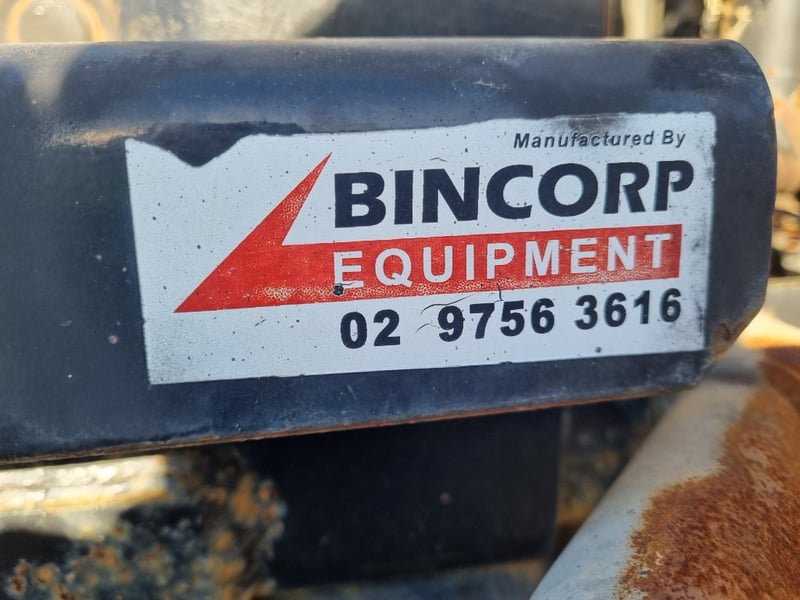 Manufactured By
BINCORP
EQUIPMENT
02 9756 3616